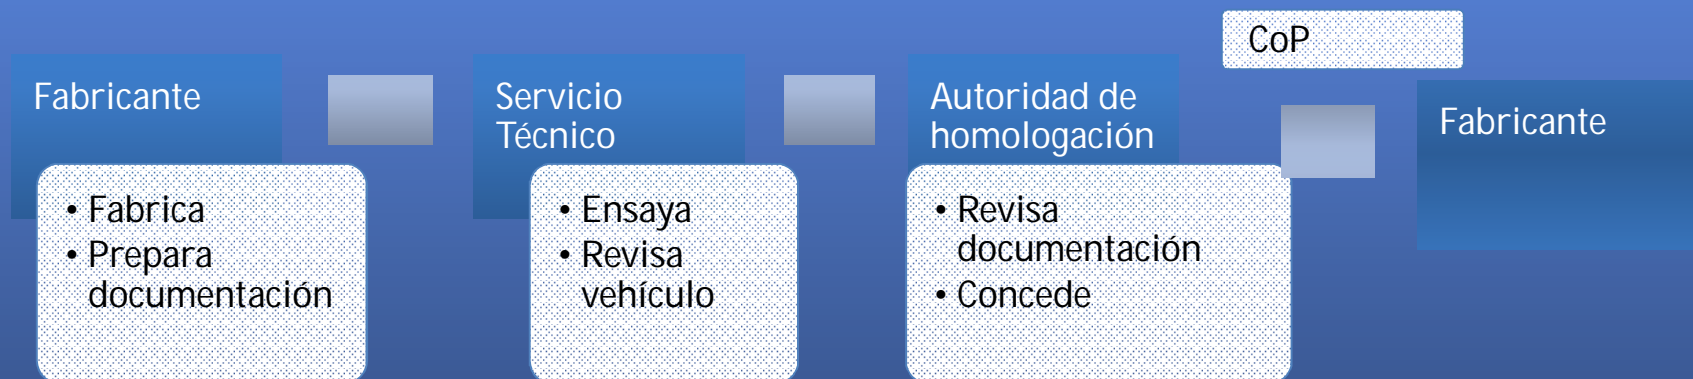 CoP
Fabricante
Servicio
Técnico
Autoridad de
homologación
Fabricante
• Fabrica
• Prepara
documentación
• Ensaya
• Revisa
vehículo
• Revisa
documentación
• Concede